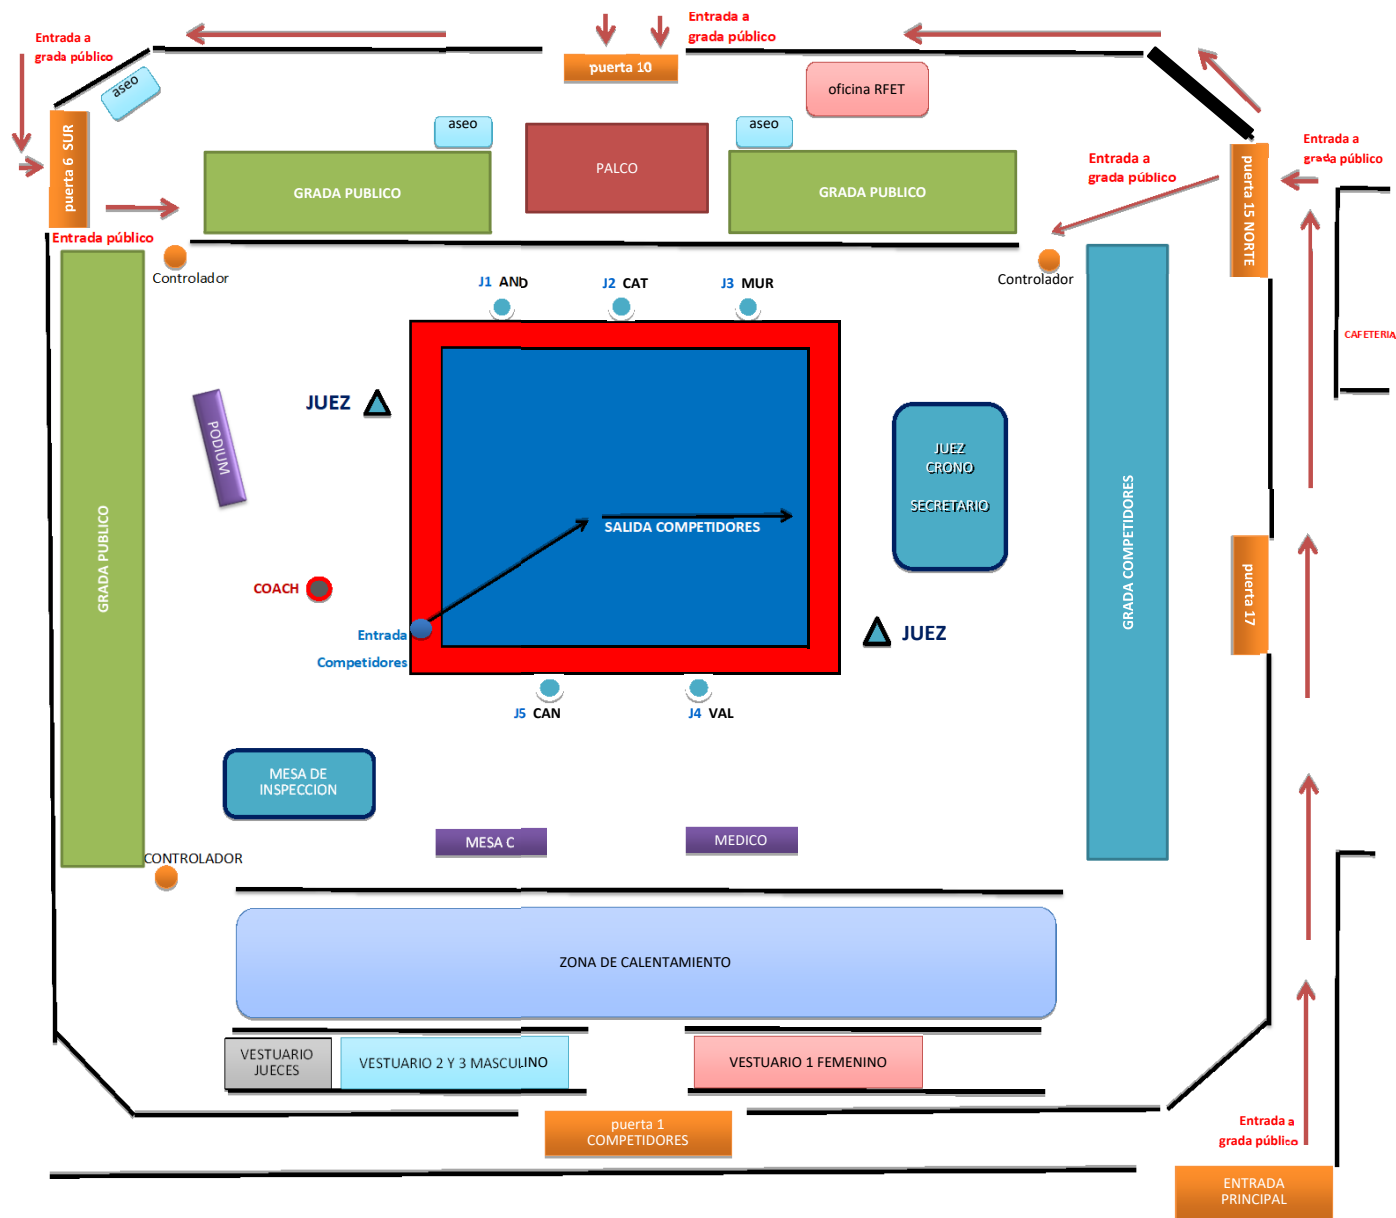 Entrada a
grada público
Entrada a
grada público
puerta 10
aseo
oficina RFET
puerta 6 SUR
aseo
PALCO
aseo
GRADA PUBLICO
GRADA PUBLICO
Entrada a
grada público
Entrada a
grada público
puerta 15 NORTE
Entrada público
Controlador
Controlador
J1 AND
J2 CAT
J3 MUR
CAFETERIA
JUEZ
PODIUM
JUEZ
CRONO
SECRETARIO
SALIDA COMPETIDORES
GRADA PUBLICO
GRADA COMPETIDORES
puerta 17
COACH
Entrada
Competidores
JUEZ
J5 CAN
J4 VAL
MESA DE
INSPECCION
MESA C
MEDICO
CONTROLADOR
ZONA DE CALENTAMIENTO
VESTUARIO
JUECES
VESTUARIO 2 Y 3 MASCULINO
VESTUARIO 1 FEMENINO
puerta 1
COMPETIDORES
Entrada a
grada público
ENTRADA
PRINCIPAL